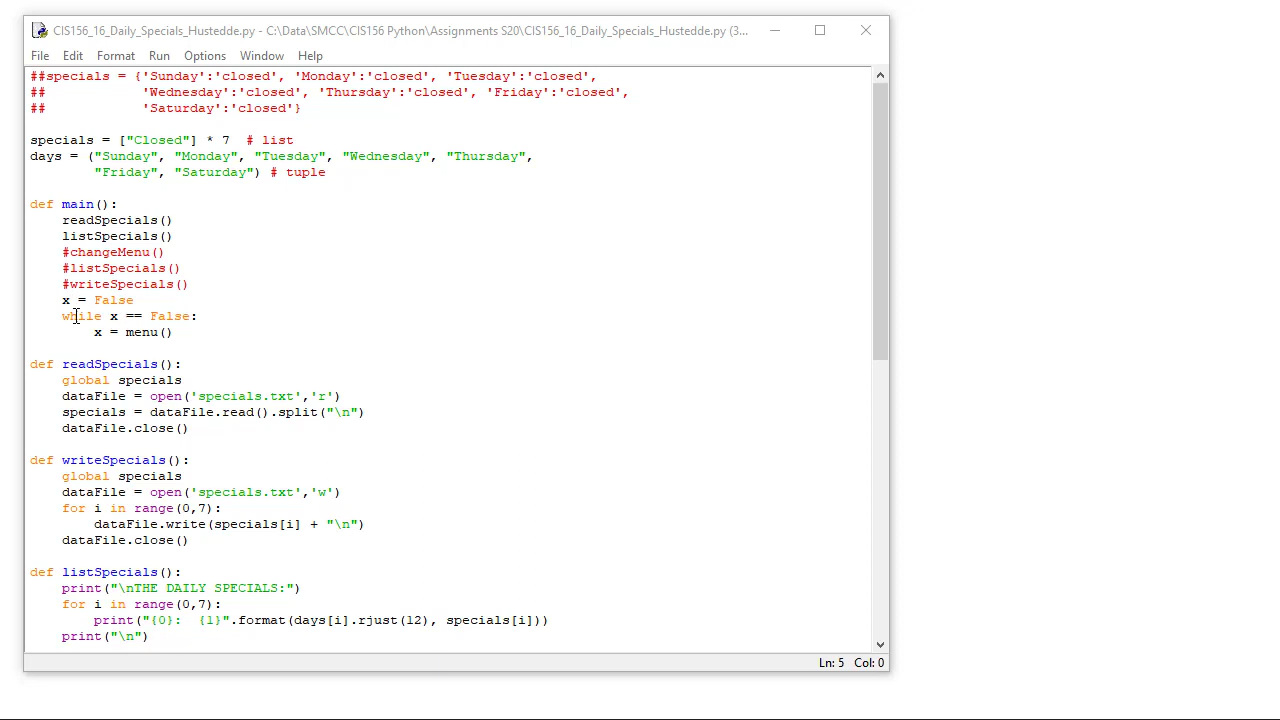 CIS156_16_Daily_Specials_Hustedde.py - C:\Data\SMCC\CIS156 Python\Assignments S20\CIS156_16_Daily_Specials_Hustedde.py (3...
File Edit Format Run Options Window Help
##specials = {'Sunday':'closed', 'Monday':'closed', 'Tuesday':'closed',
##            'Wednesday':'closed', 'Thursday':'closed', 'Friday':'closed',
##            'Saturday':'closed'}
specials = ["Closed"] * 7  # list
days = ("Sunday", "Monday", "Tuesday", "Wednesday", "Thursday",
        "Friday", "Saturday") # tuple
def main():
    readSpecials()
    listSpecials()
    #changeMenu()
    #listSpecials()
    #writeSpecials()
    x = False
    while x == False:
        x = menu()
def readSpecials():
    global specials
    dataFile = open('specials.txt','r')
    specials = dataFile.read().split("\n")
    dataFile.close()
def writeSpecials():
    global specials
    dataFile = open('specials.txt','w')
    for i in range(0,7):
        dataFile.write(specials[i] + "\n")
    dataFile.close()
def listSpecials():
    print("\nTHE DAILY SPECIALS:")
    for i in range(0,7):
        print("{0}:  {1}".format(days[i].rjust(12), specials[i]))
    print("\n")
Ln: 5 Col: 0